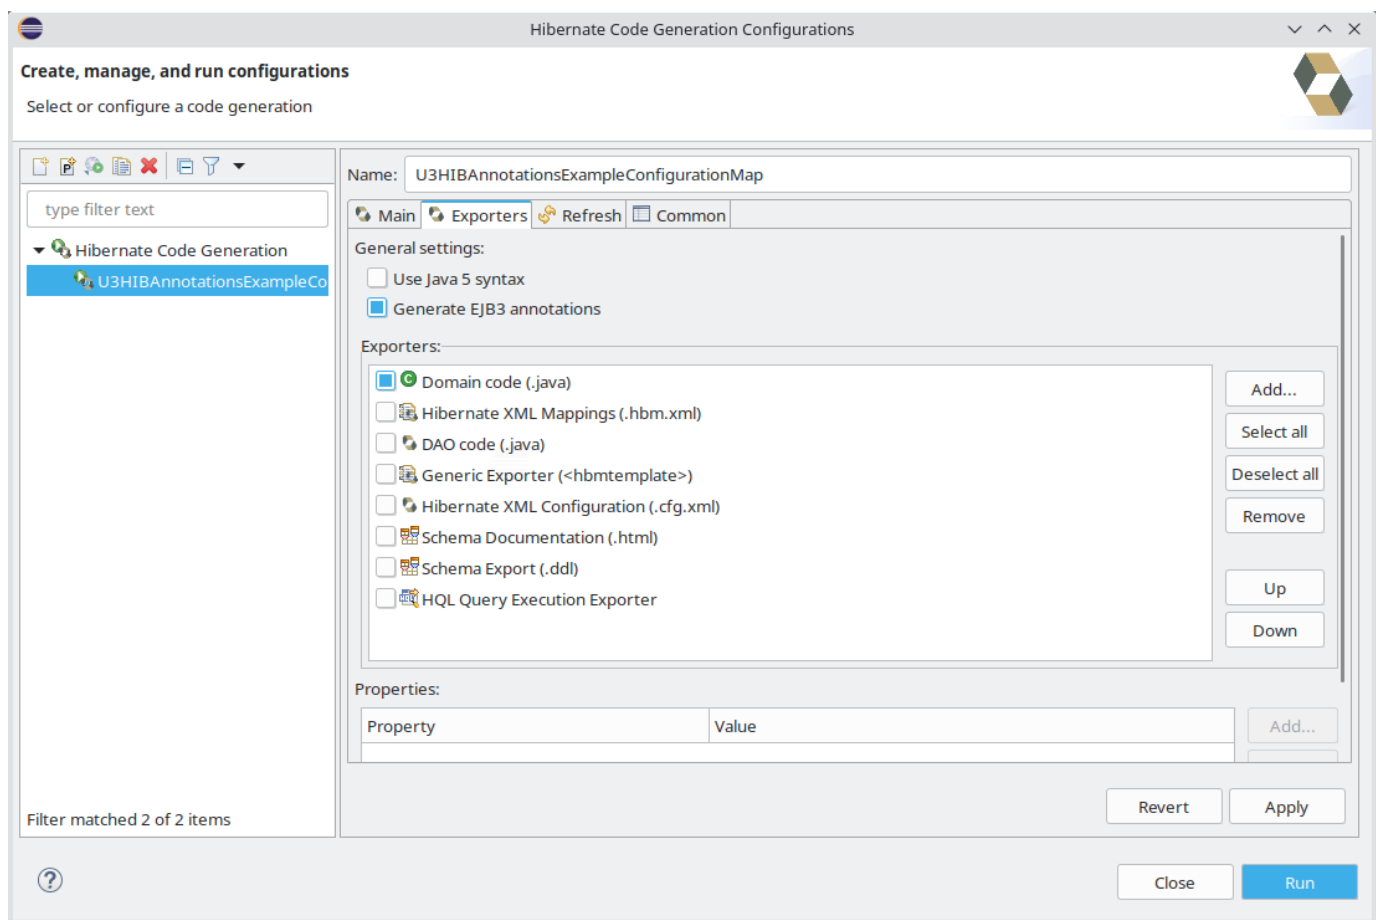 Hibernate Code Generation Configurations
Create, manage, and run configurations
Select or configure a code generation
type filter text
Hibernate Code Generation
U3HIBAnnotationsExampleCo
Filter matched 2 of 2 items
Name: U3HIBAnnotationsExampleConfigurationMap
Main Exporters Refresh Common
General settings:
Use Java 5 syntax
Generate EJB3 annotations
Exporters:
Domain code (.java)
Hibernate XML Mappings (.hbm.xml)
DAO code (.java)
Generic Exporter (<hbmtemplate>)
Hibernate XML Configuration (.cfg.xml)
Schema Documentation (.html)
Schema Export (.ddl)
HQL Query Execution Exporter
Add...
Select all
Deselect all
Remove
Up
Down
Properties:
Property Value
Add...
Revert Apply
Close Run